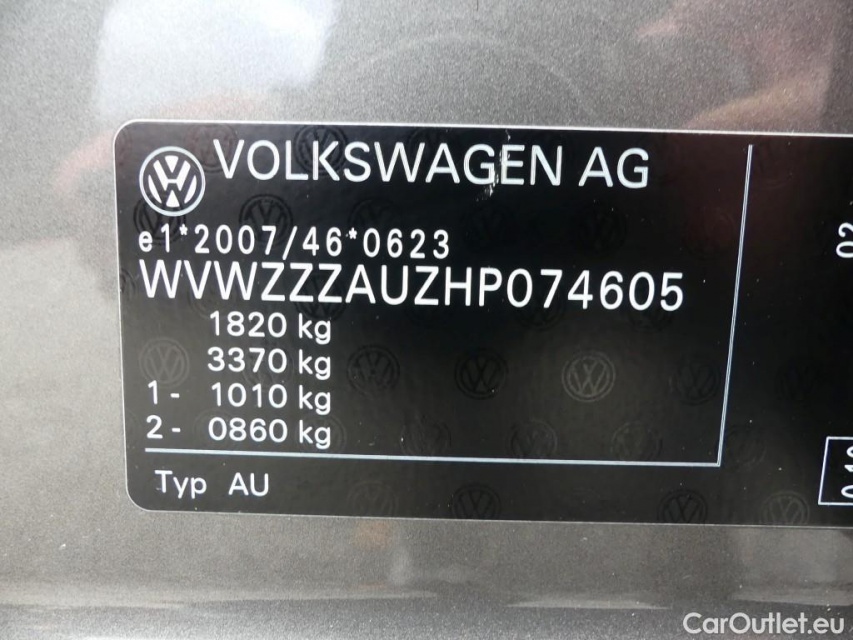 VOLKSWAGEN AG
e1*2007/46*0623
WVWZZZAUZHP074605
1820 kg
3370 kg
1- 1010 kg
2- 0860 kg
Typ AU
02
CarOutlet.eu